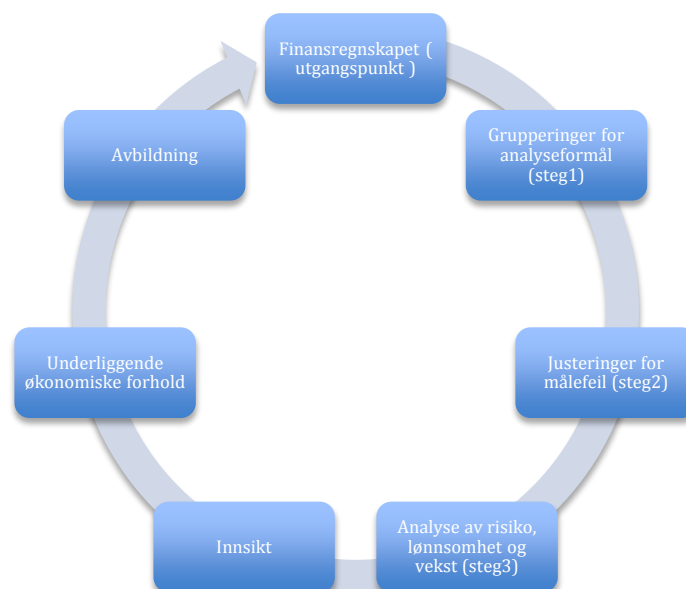 Finansregnskapet (
utgangspunkt )
Grupperinger for
analyseformål
(steg1)
Justeringer for
målefeil (steg2)
Analyse av risiko,
lønnsomhet og
vekst (steg3)
Innsikt
Underliggende
økonomiske forhold
Avbildning